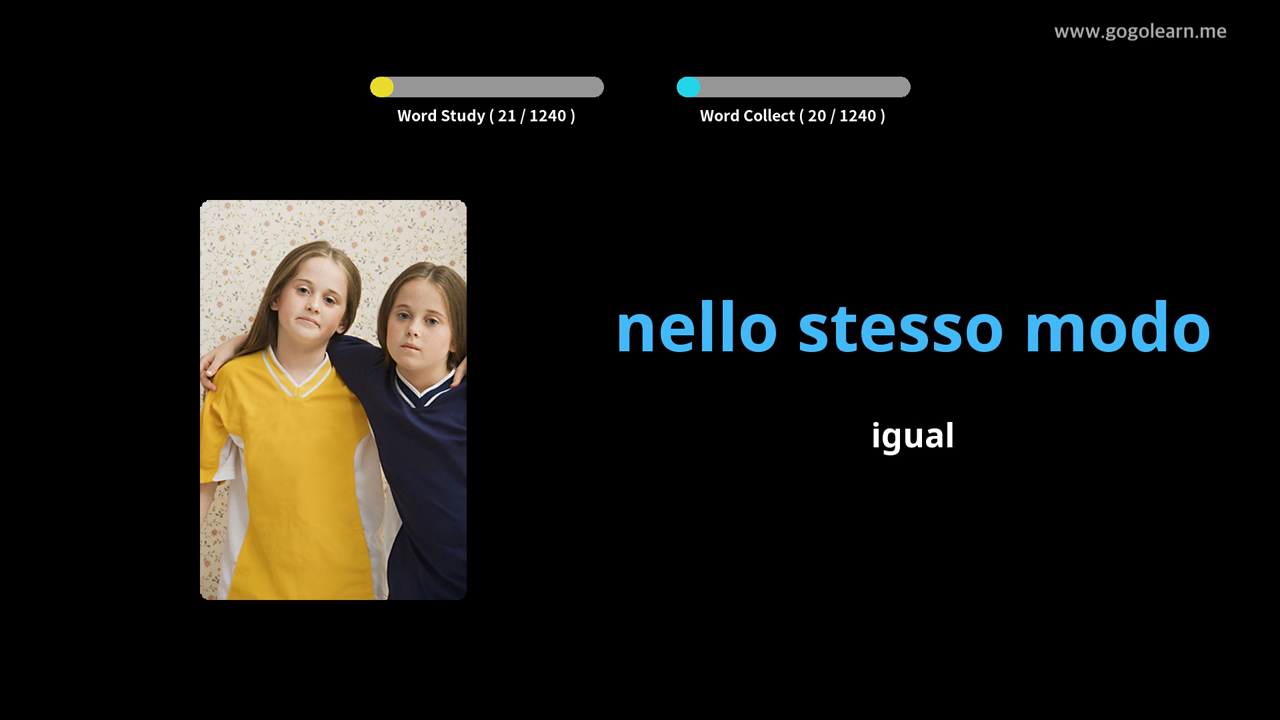 www.gogolearn.me
Word Study ( 21 / 1240 )
Word Collect ( 20 / 1240 )
nello stesso modo
igual